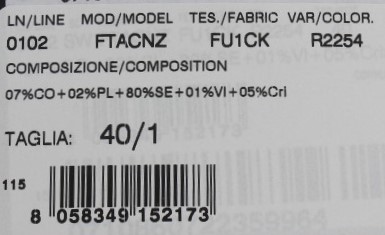 LN/LINE MOD/MODEL TES./FABRIC VAR/COLOR.
0102 FTACNZ FU1CK R2254
COMPOSIZIONE/COMPOSITION
07%CO+02%PL+80%SE+01%VI+05%Cri
TAGLIA: 40/1
115
8 058349 152173